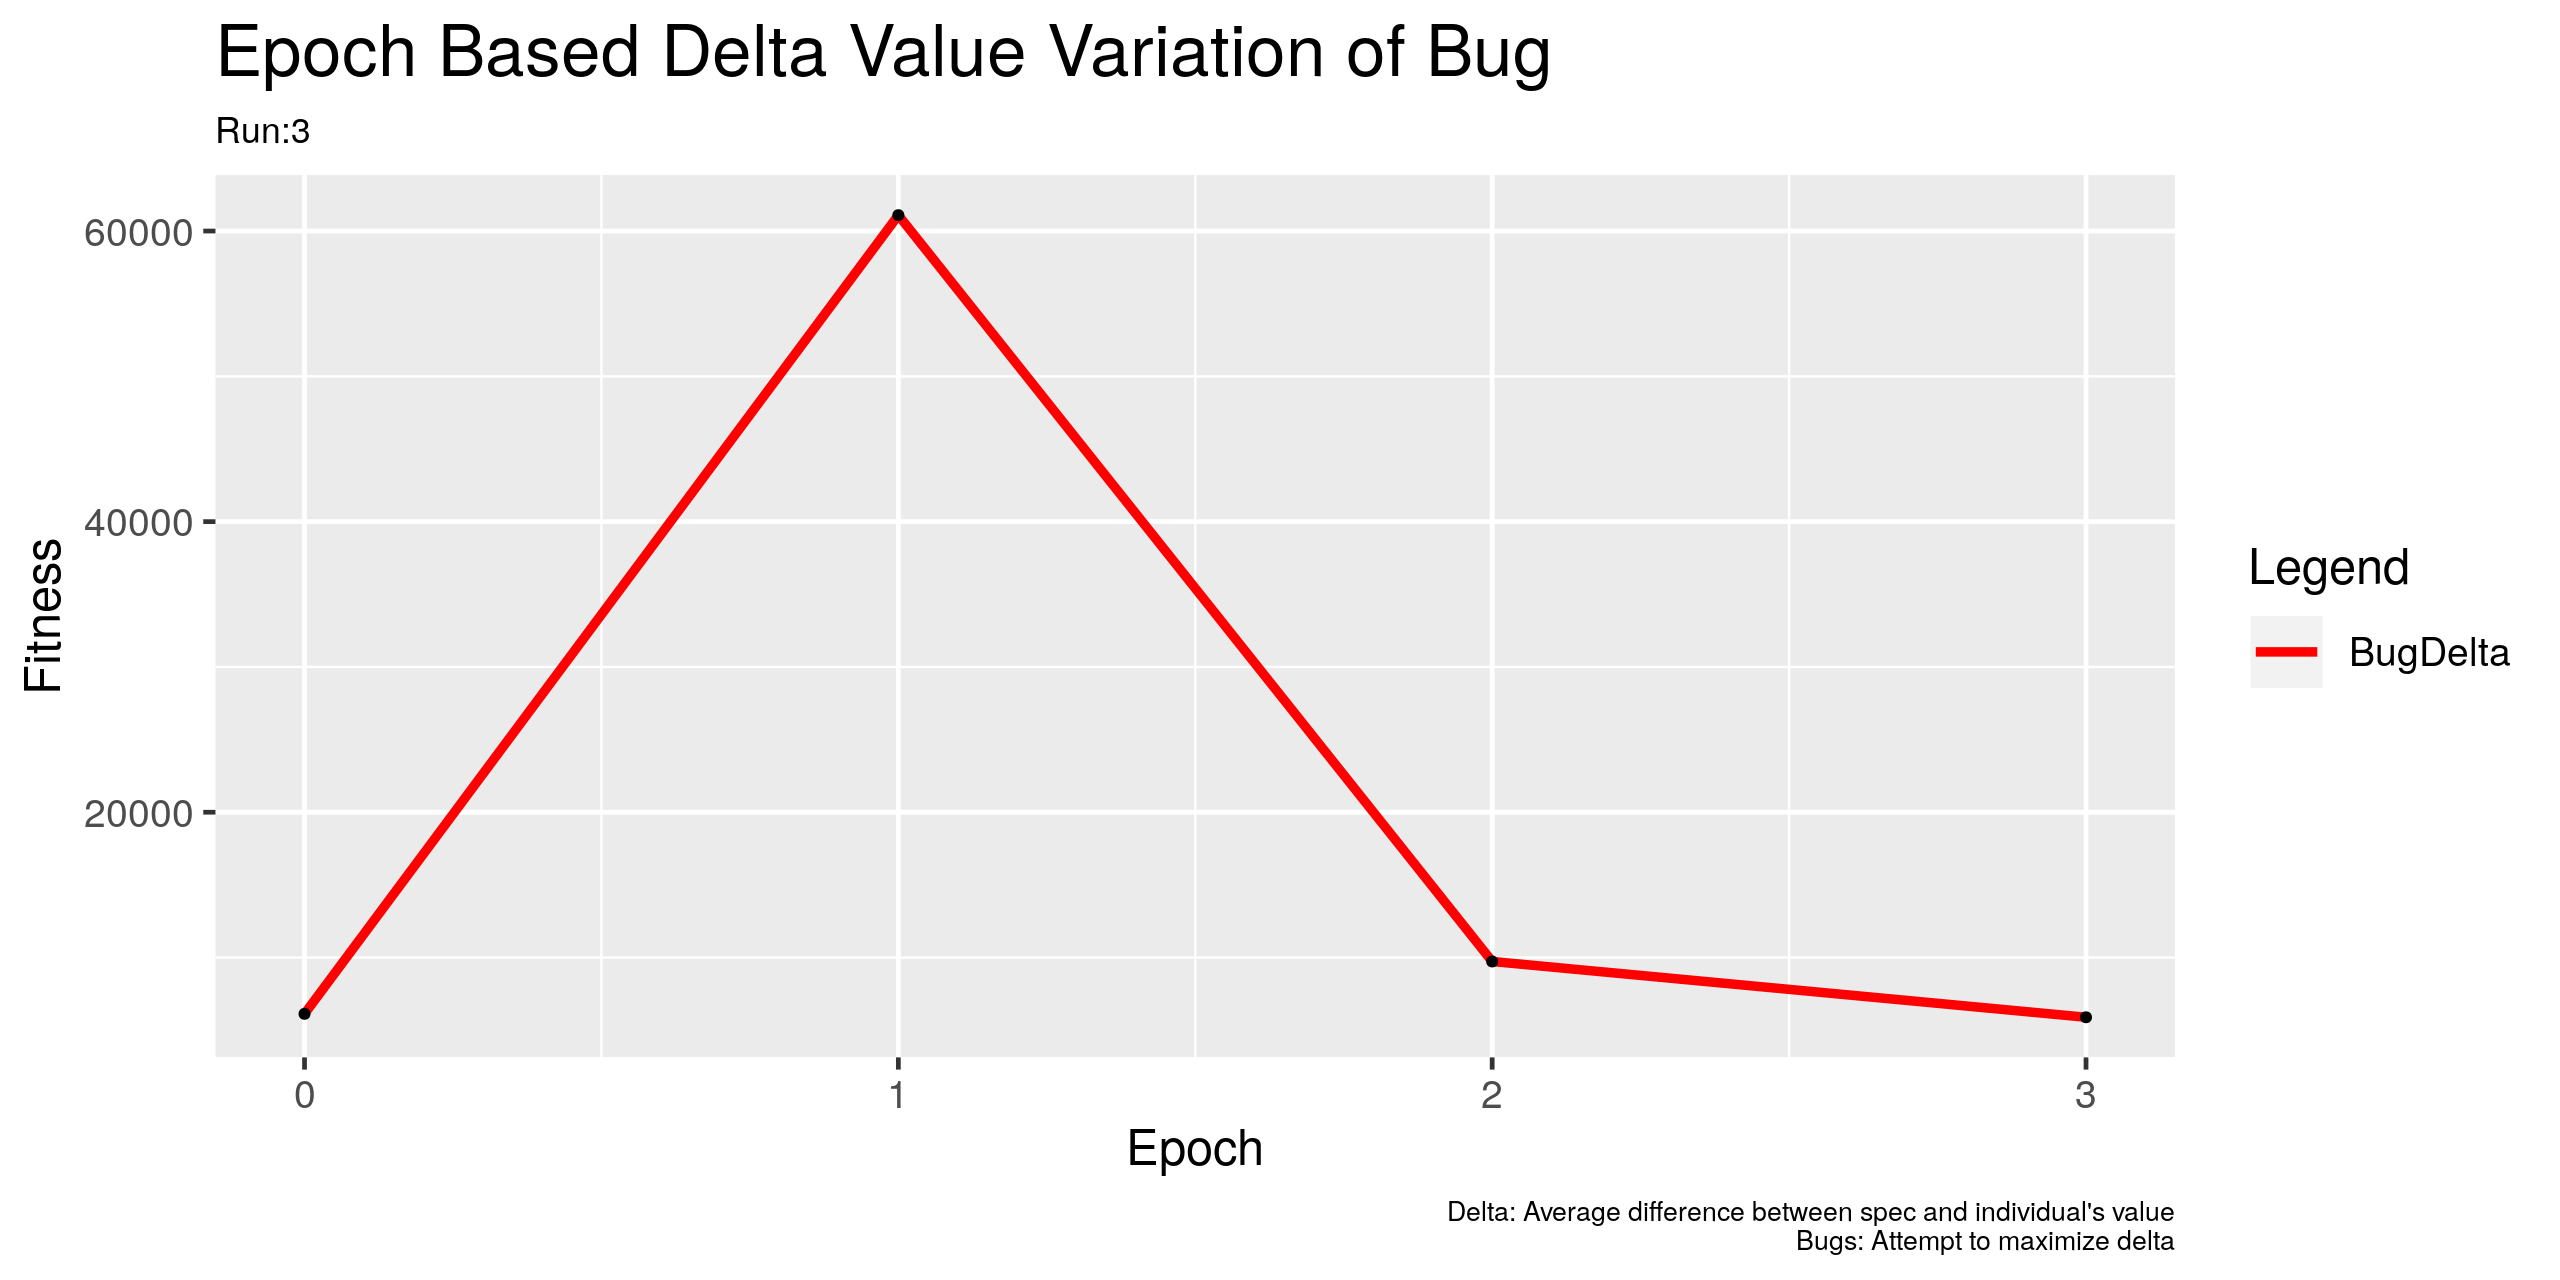 Epoch Based Delta Value Variation of Bug
Run:3
60000
40000
20000
Fitness
0 1 2 3
Epoch
Legend
BugDelta
Delta: Average difference between spec and individual's value
Bugs: Attempt to maximize delta